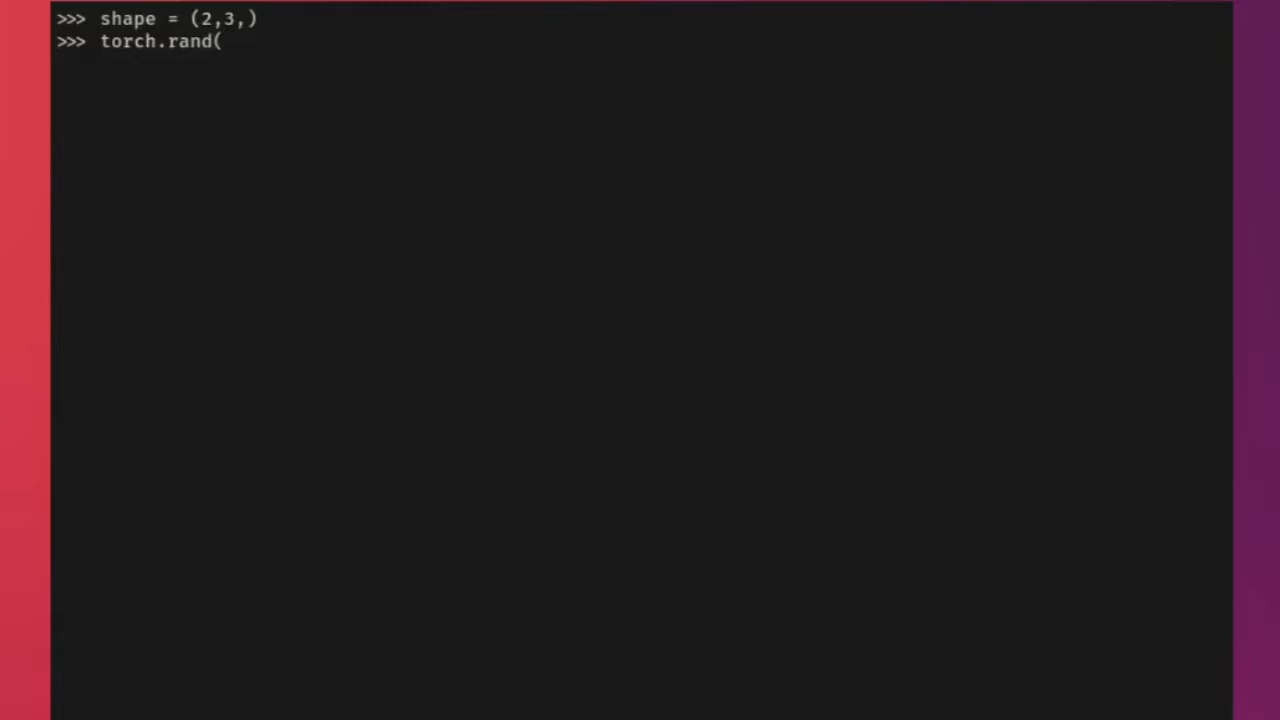 >>> shape = (2,3,)
>>> torch.rand(